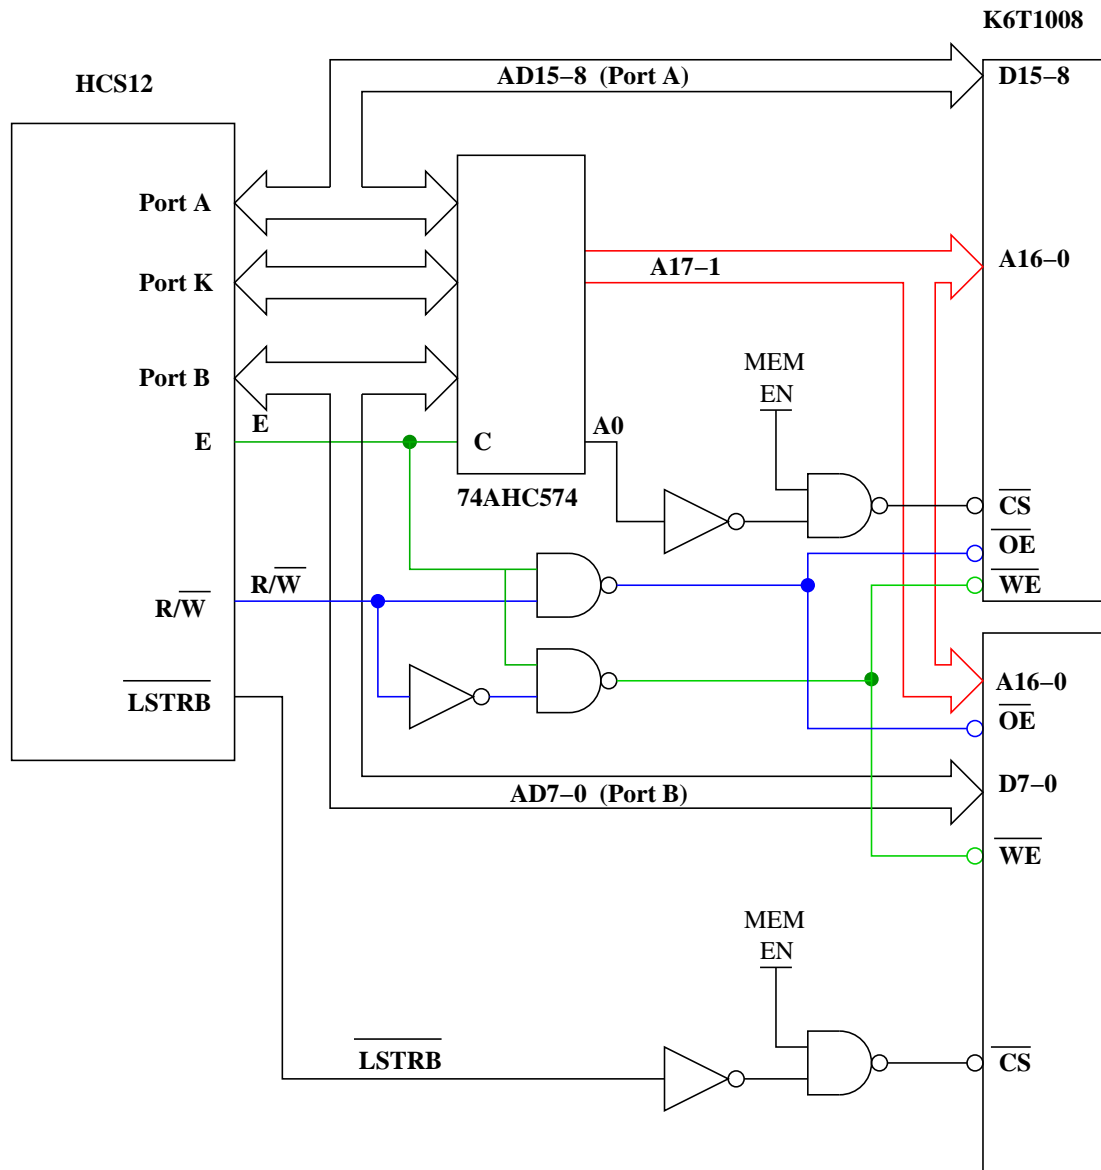 K6T1008
HCS12
AD15−8 (Port A)
D15−8
Port A
Port K
A17−1
A16−0
Port B
MEM
EN
E
E
C
A0
74AHC574
CS
OE
R/W
R/W
WE
LSTRB
A16−0
OE
AD7−0 (Port B)
D7−0
WE
MEM
EN
LSTRB
CS